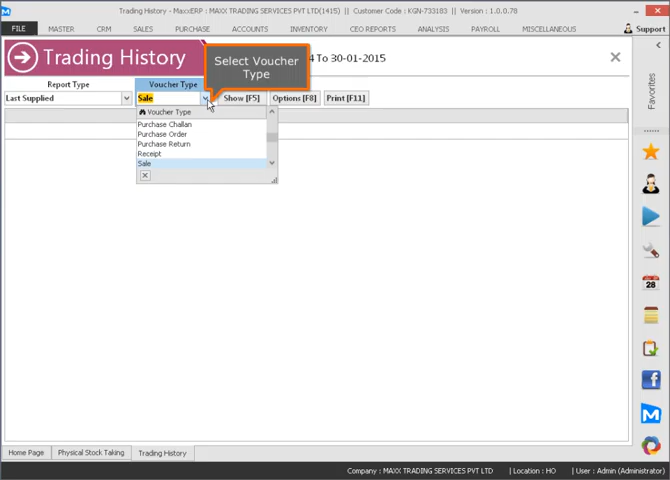 Trading History - MaxxERP : MAXX TRADING SERVICES PVT LTD(1415) || Customer Code : KGN-733183 || Version : 1.0.0.78
FILE MASTER CRM SALES PURCHASE ACCOUNTS INVENTORY CEO REPORTS ANALYSIS PAYROLL MISCELLANEOUS Support
Trading History
4 To 30-01-2015
Select Voucher
Type
Report Type Voucher Type
Last Supplied Sale Show [F5] Options [F8] Print [F11]
Voucher Type
Purchase Challan
Purchase Order
Purchase Return
Receipt
Sale
Favorites
28
Home Page Physical Stock Taking Trading History
Company : MAXX TRADING SERVICES PVT LTD || Location : HO || User : Admin (Administrator)